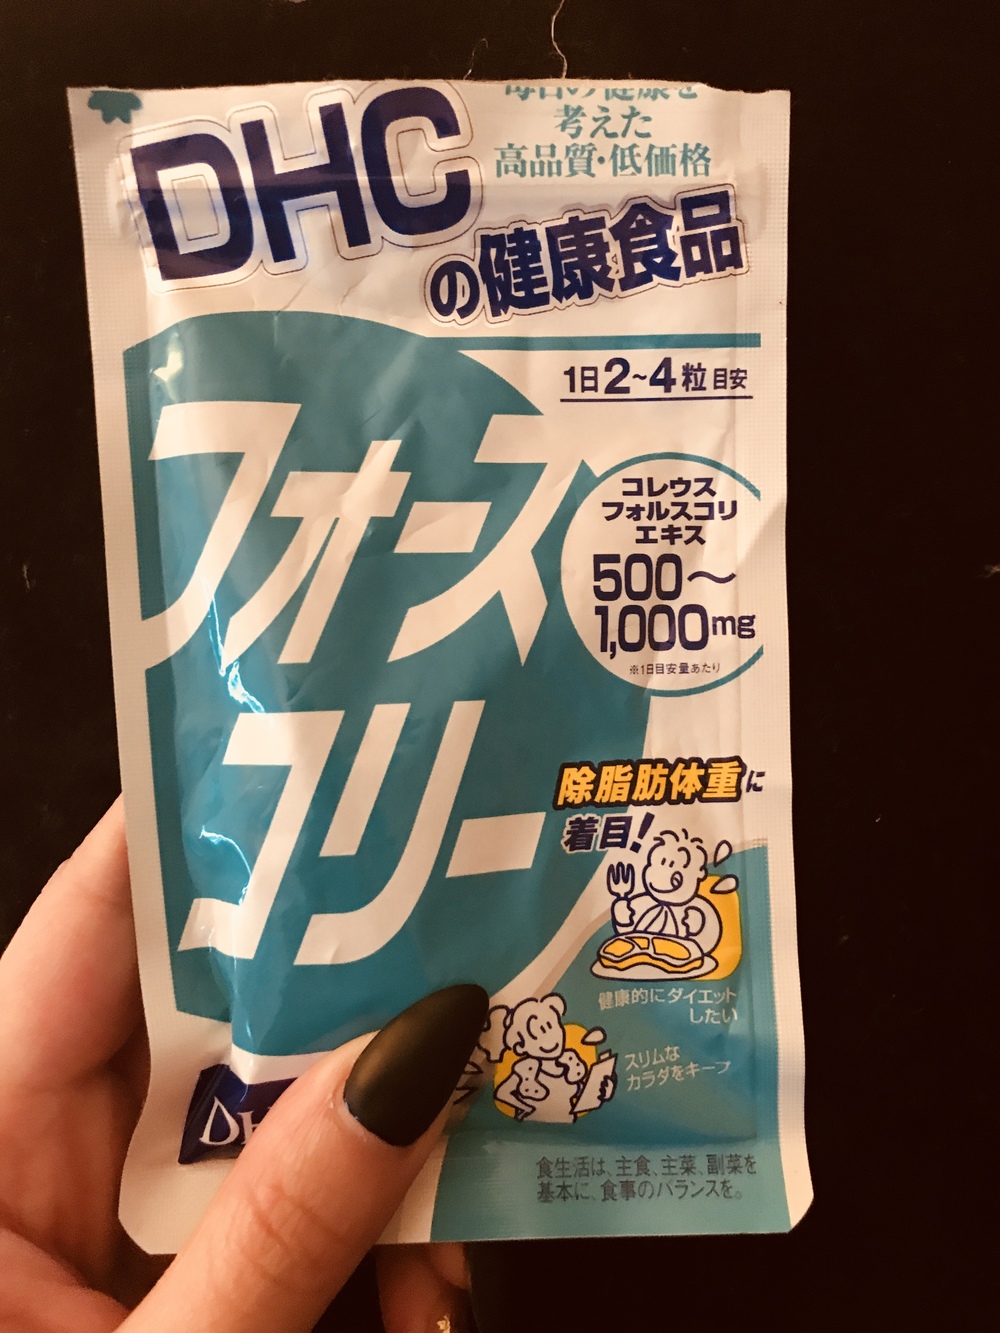 毎日の健康を
考えた
高品質・低価格
DHC
の健康食品
1日2~4粒目安
フォース
コリー
コレウス
フォルスコリ
エキス
500～
1,000mg
※1日目安量あたり
除脂肪体重に
着目!
健康的にダイエット
したい
スリムな
カラダをキープ
食生活は、主食、主菜、副菜を
基本に、食事のバランスを。